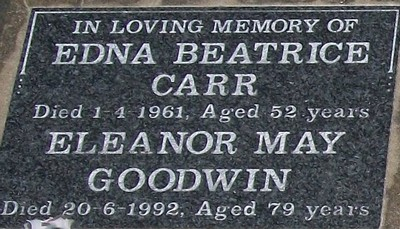 IN LOVING MEMORY OF
EDNA BEATRICE
CARR
Died 1-4-1961, Aged 52 years
ELEANOR MAY
GOODWIN
Died 20-6-1992, Aged 79 years